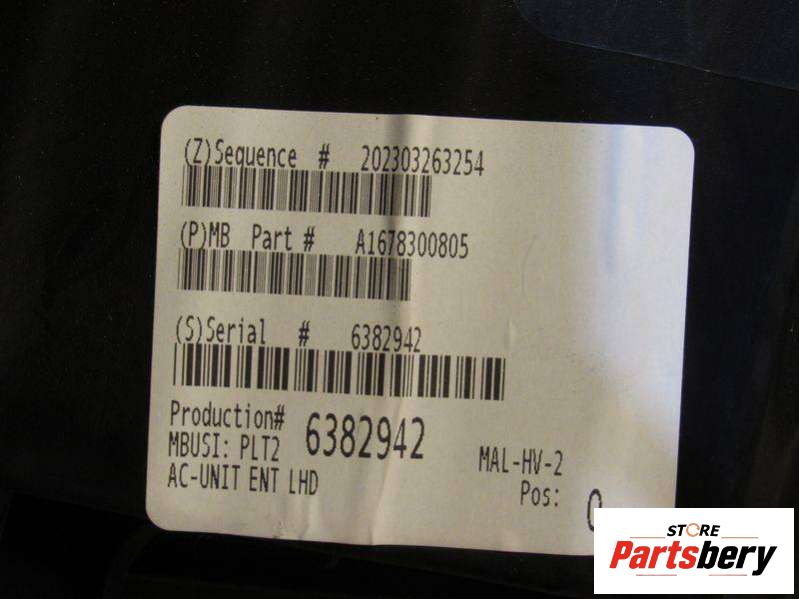 (Z)Sequence # 202303263254
(P)MB Part # A1678300805
(S)Serial # 6382942
Production# 6382942
MBUSI: PLT2
AC-UNIT ENT LHD
MAL-HV-2
Pos:
STORE
Partsbery